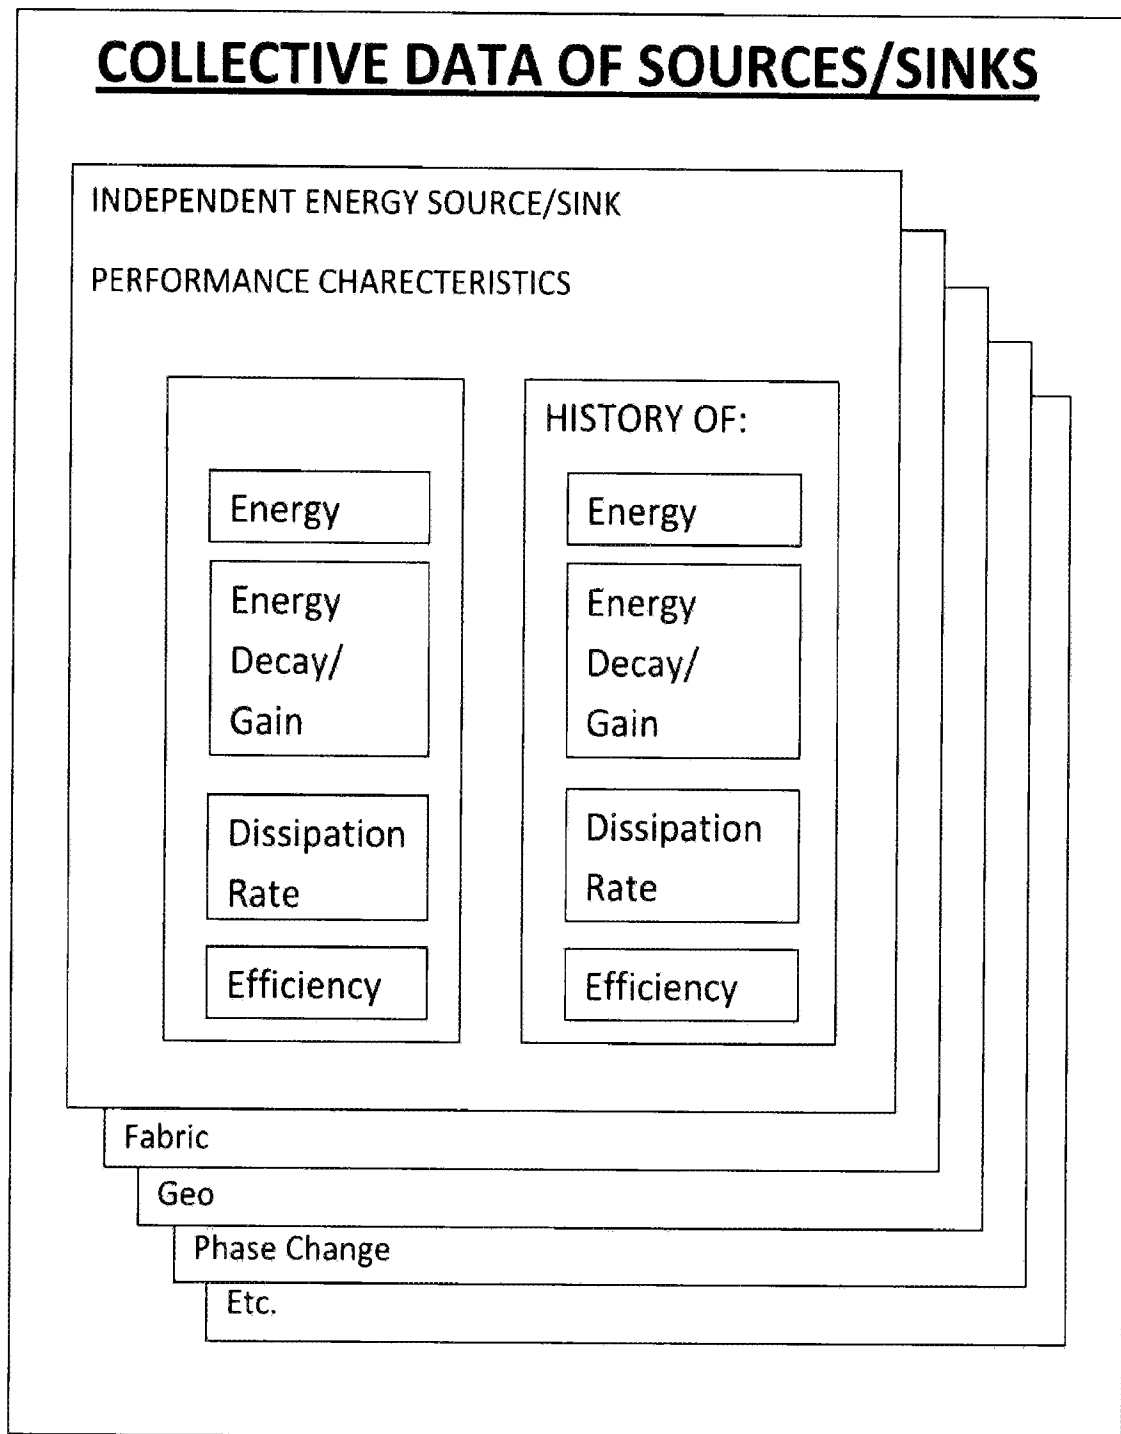 COLLECTIVE DATA OF SOURCES/SINKS
INDEPENDENT ENERGY SOURCE/SINK
PERFORMANCE CHARECTERISTICS
Energy
Energy
Decay/
Gain
Dissipation
Rate
Efficiency
HISTORY OF:
Energy
Energy
Decay/
Gain
Dissipation
Rate
Efficiency
Fabric
Geo
Phase Change
Etc.